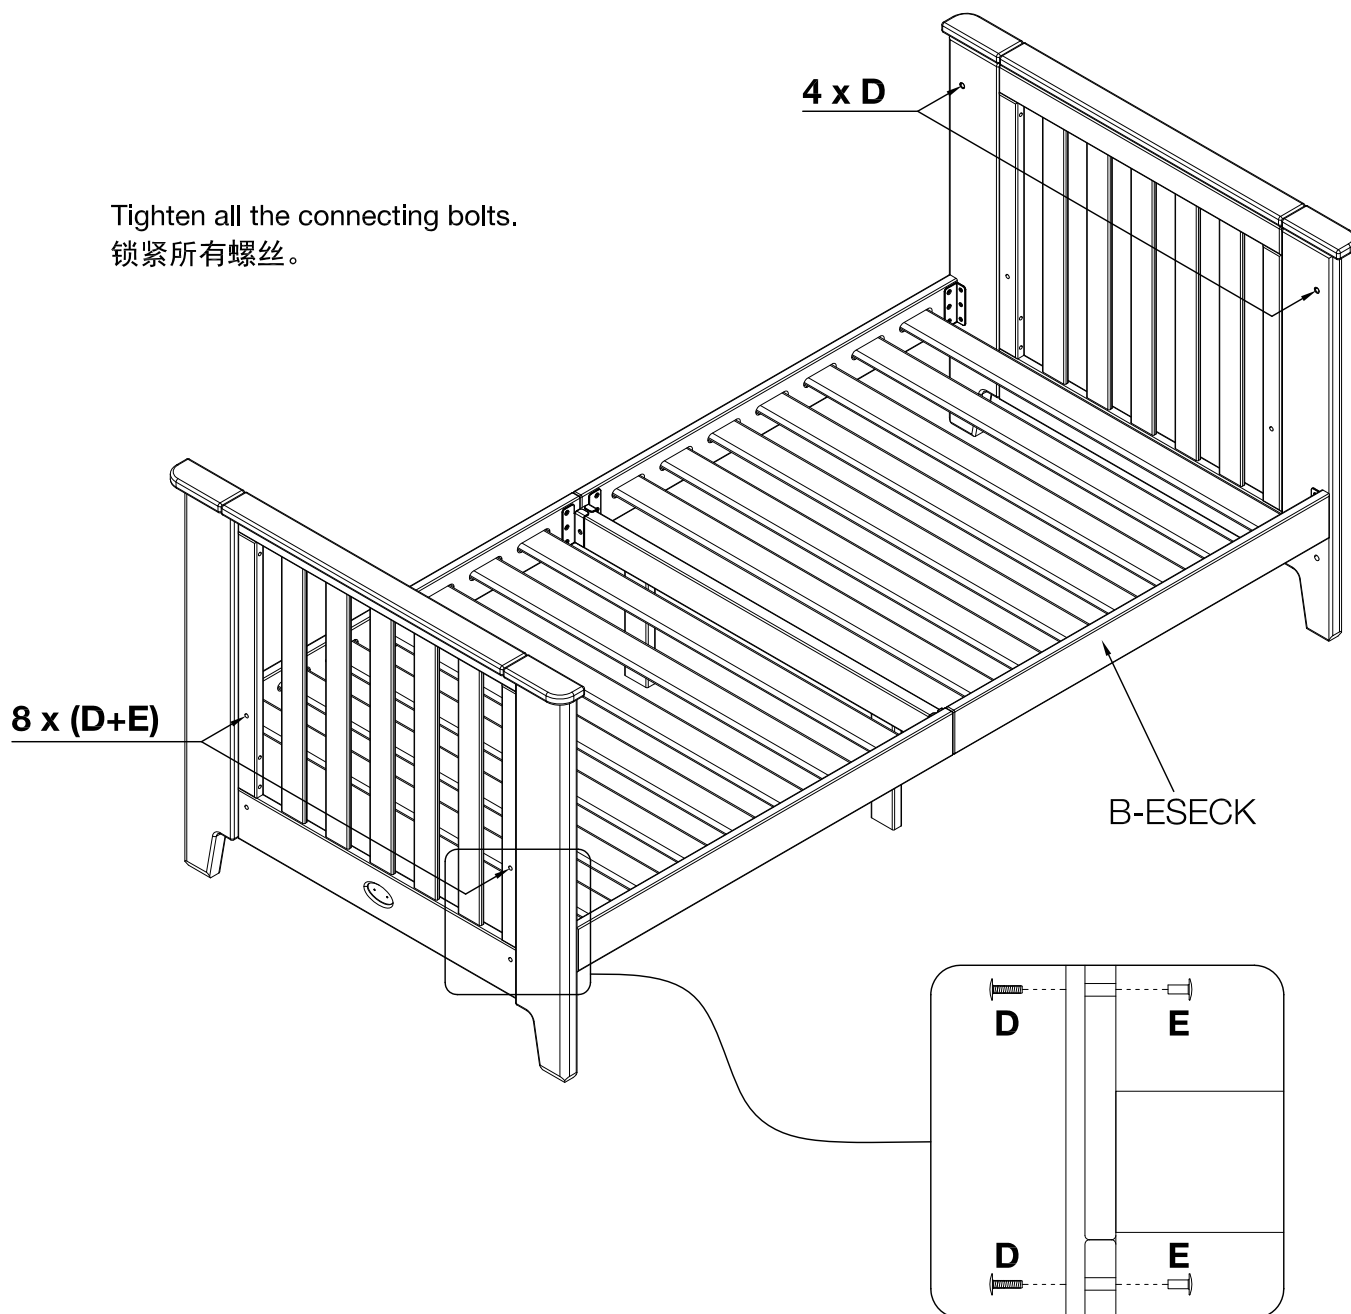 4 x D
Tighten all the connecting bolts.
锁紧所有螺丝。
8 x (D+E)
B-ESECK
D E
D E